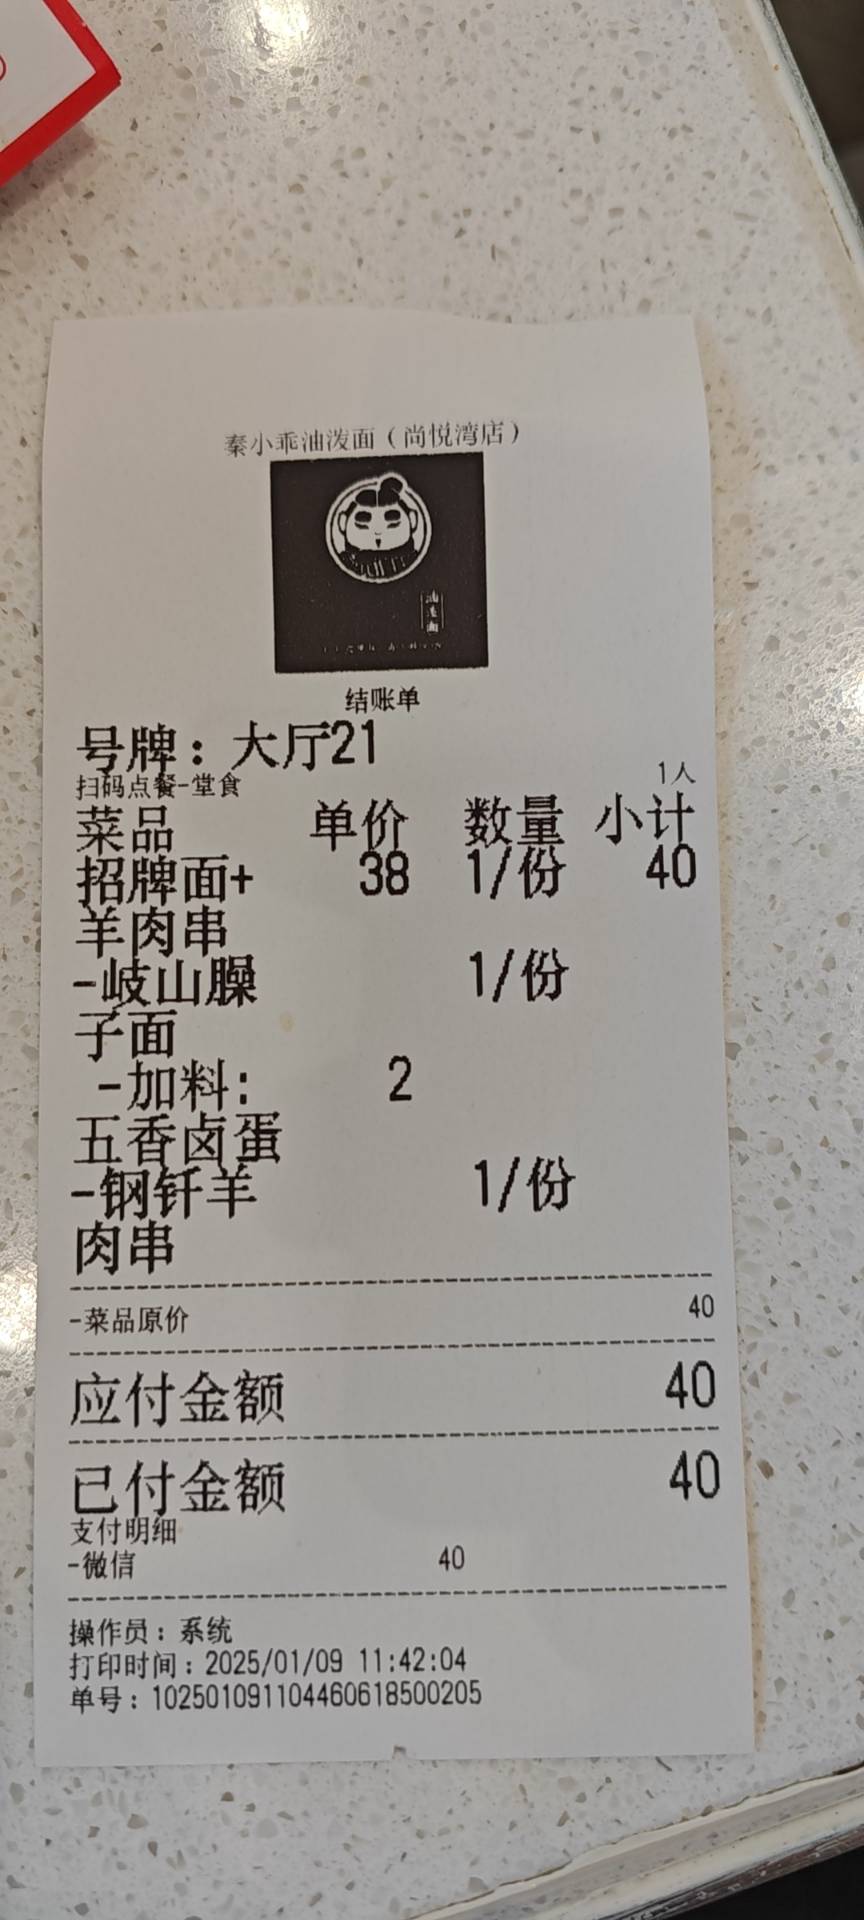 秦小乖油泼面（尚悦湾店）
油泼面
结账单
号牌：大厅21
扫码点餐-堂食 1人
菜品 单价 数量 小计
招牌面+ 38 1/份 40
羊肉串
-岐山臊 1/份
子面
-加料: 2
五香卤蛋
-钢钎羊 1/份
肉串
-菜品原价 40
应付金额 40
已付金额 40
支付明细
-微信 40
操作员：系统
打印时间：2025/01/09 11:42:04
单号：102501091104460618500205